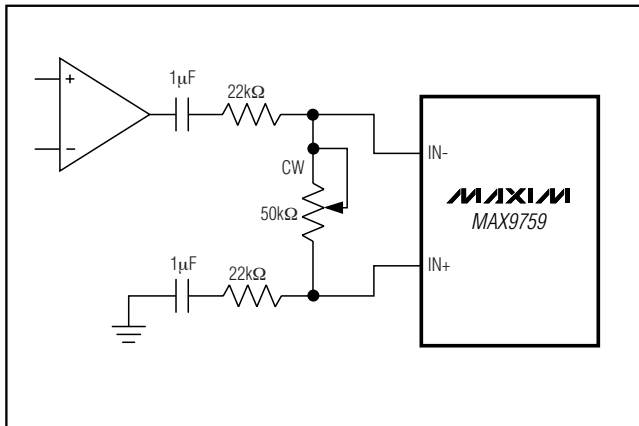 +
−
1µF
22kΩ
CW
50kΩ
1µF
22kΩ
IN-
MAXIM
MAX9759
IN+